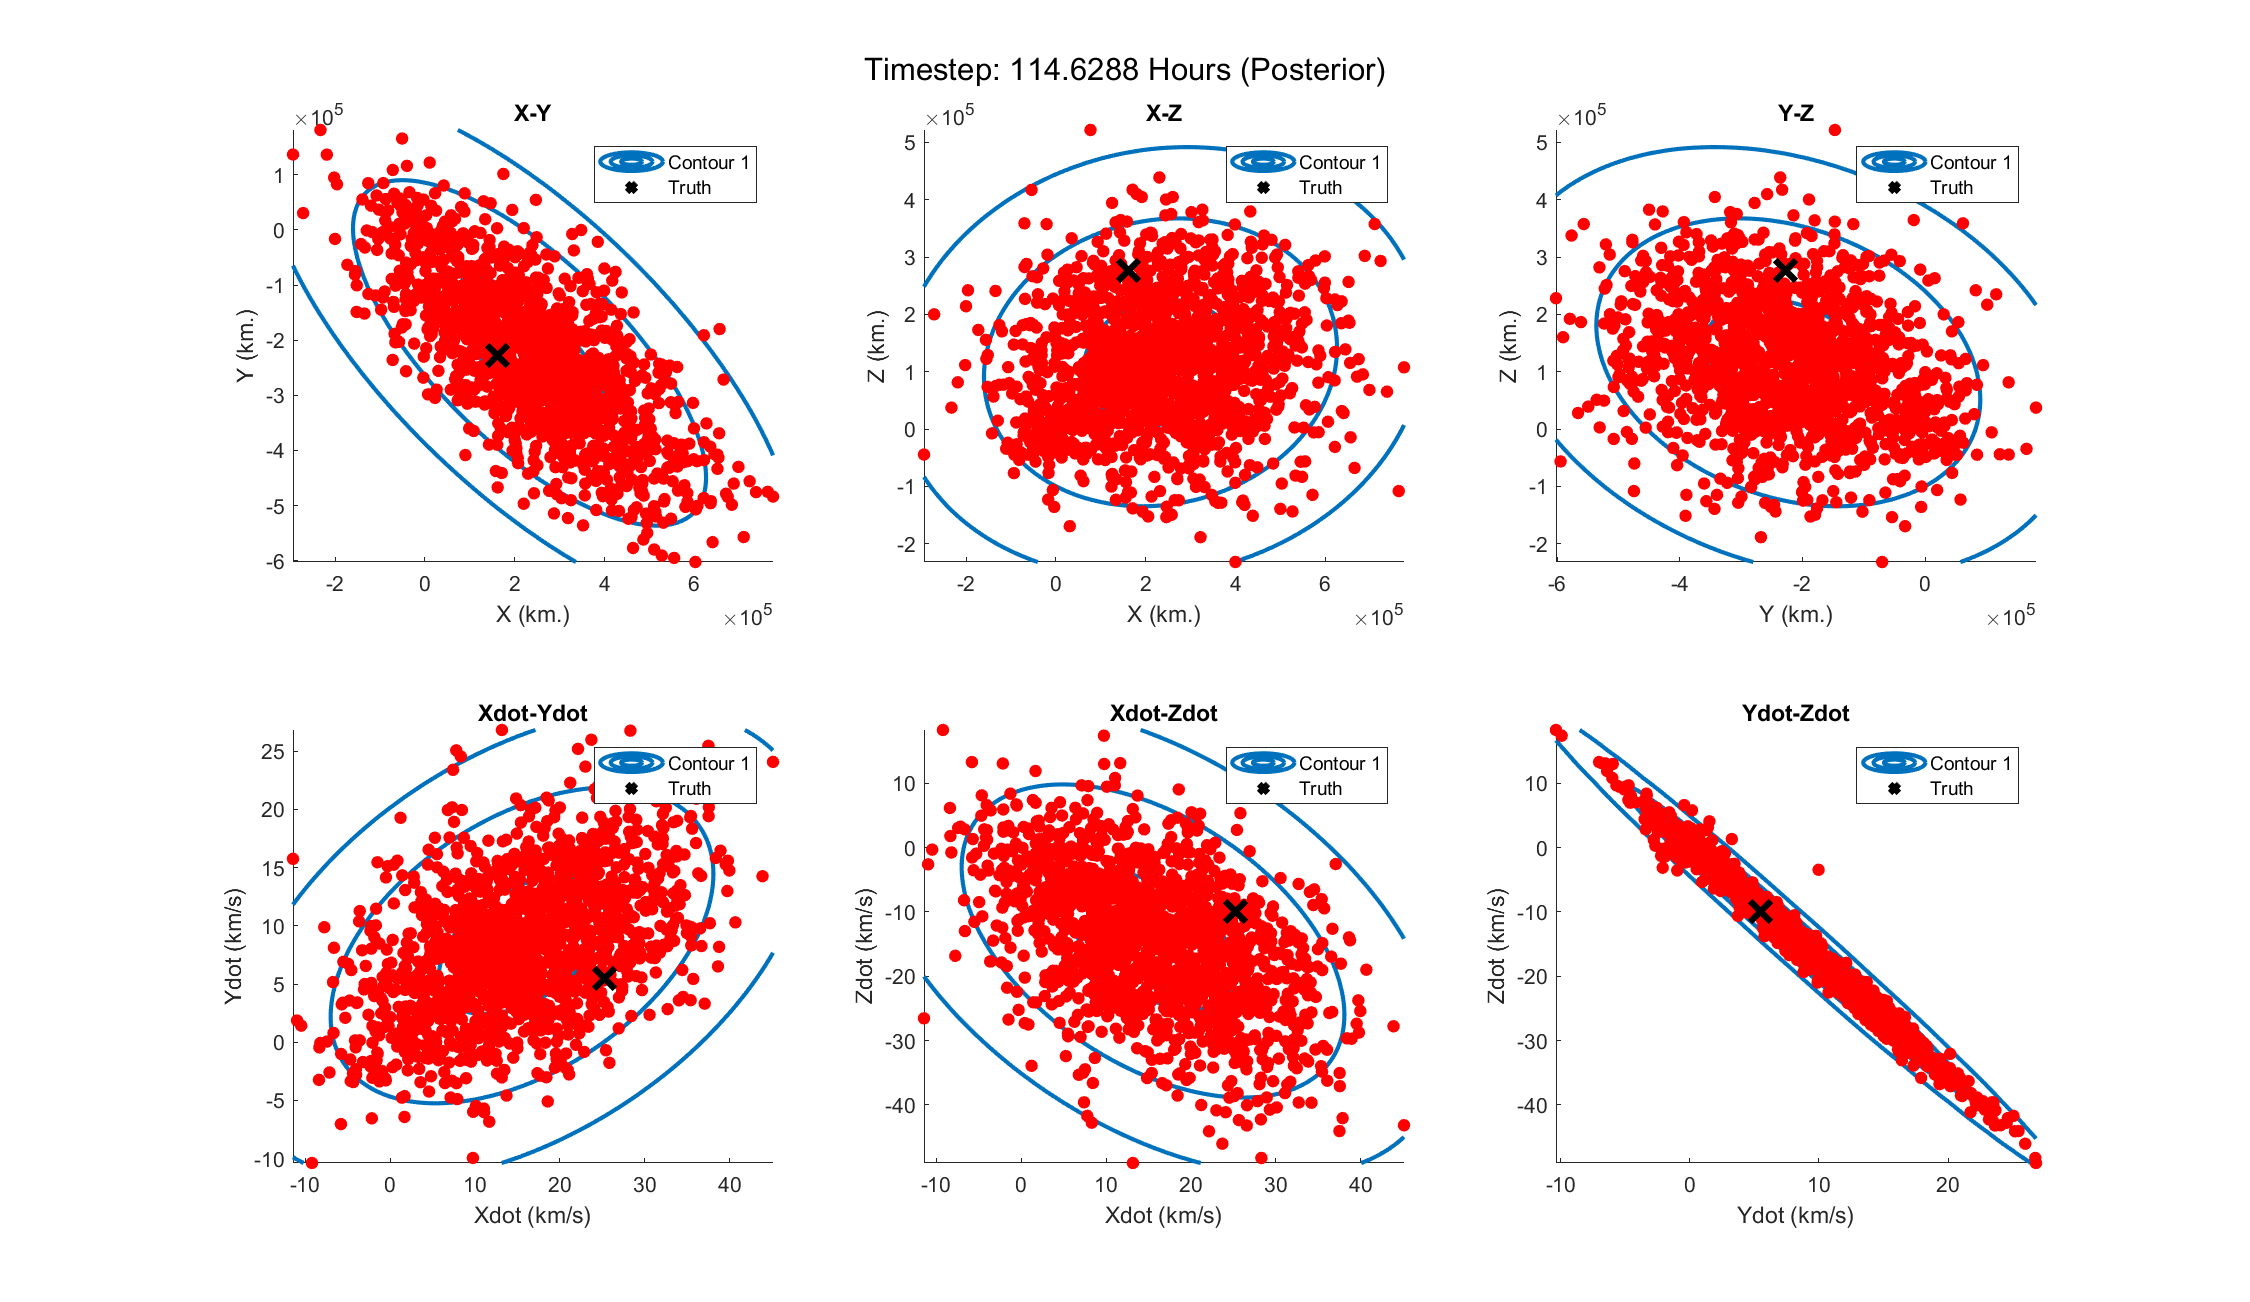 Timestep: 114.6288 Hours (Posterior)
X-Y
×10^5
Contour 1
Truth
1
0
-1
-2
-3
-4
-5
-6
Y (km.)
-2 0 2 4 6
X (km.)
×10^5
X-Z
×10^5
Contour 1
Truth
5
4
3
2
1
0
-1
-2
Z (km.)
-2 0 2 4 6
X (km.)
×10^5
Y-Z
×10^5
Contour 1
Truth
5
4
3
2
1
0
-1
-2
Z (km.)
-6 -4 -2 0
Y (km.)
×10^5
Xdot-Ydot
Contour 1
Truth
25
20
15
10
5
0
-5
-10
Ydot (km/s)
-10 0 10 20 30 40
Xdot (km/s)
Xdot-Zdot
Contour 1
Truth
10
0
-10
-20
-30
-40
Zdot (km/s)
-10 0 10 20 30 40
Xdot (km/s)
Ydot-Zdot
Contour 1
Truth
10
0
-10
-20
-30
-40
Zdot (km/s)
-10 0 10 20
Ydot (km/s)